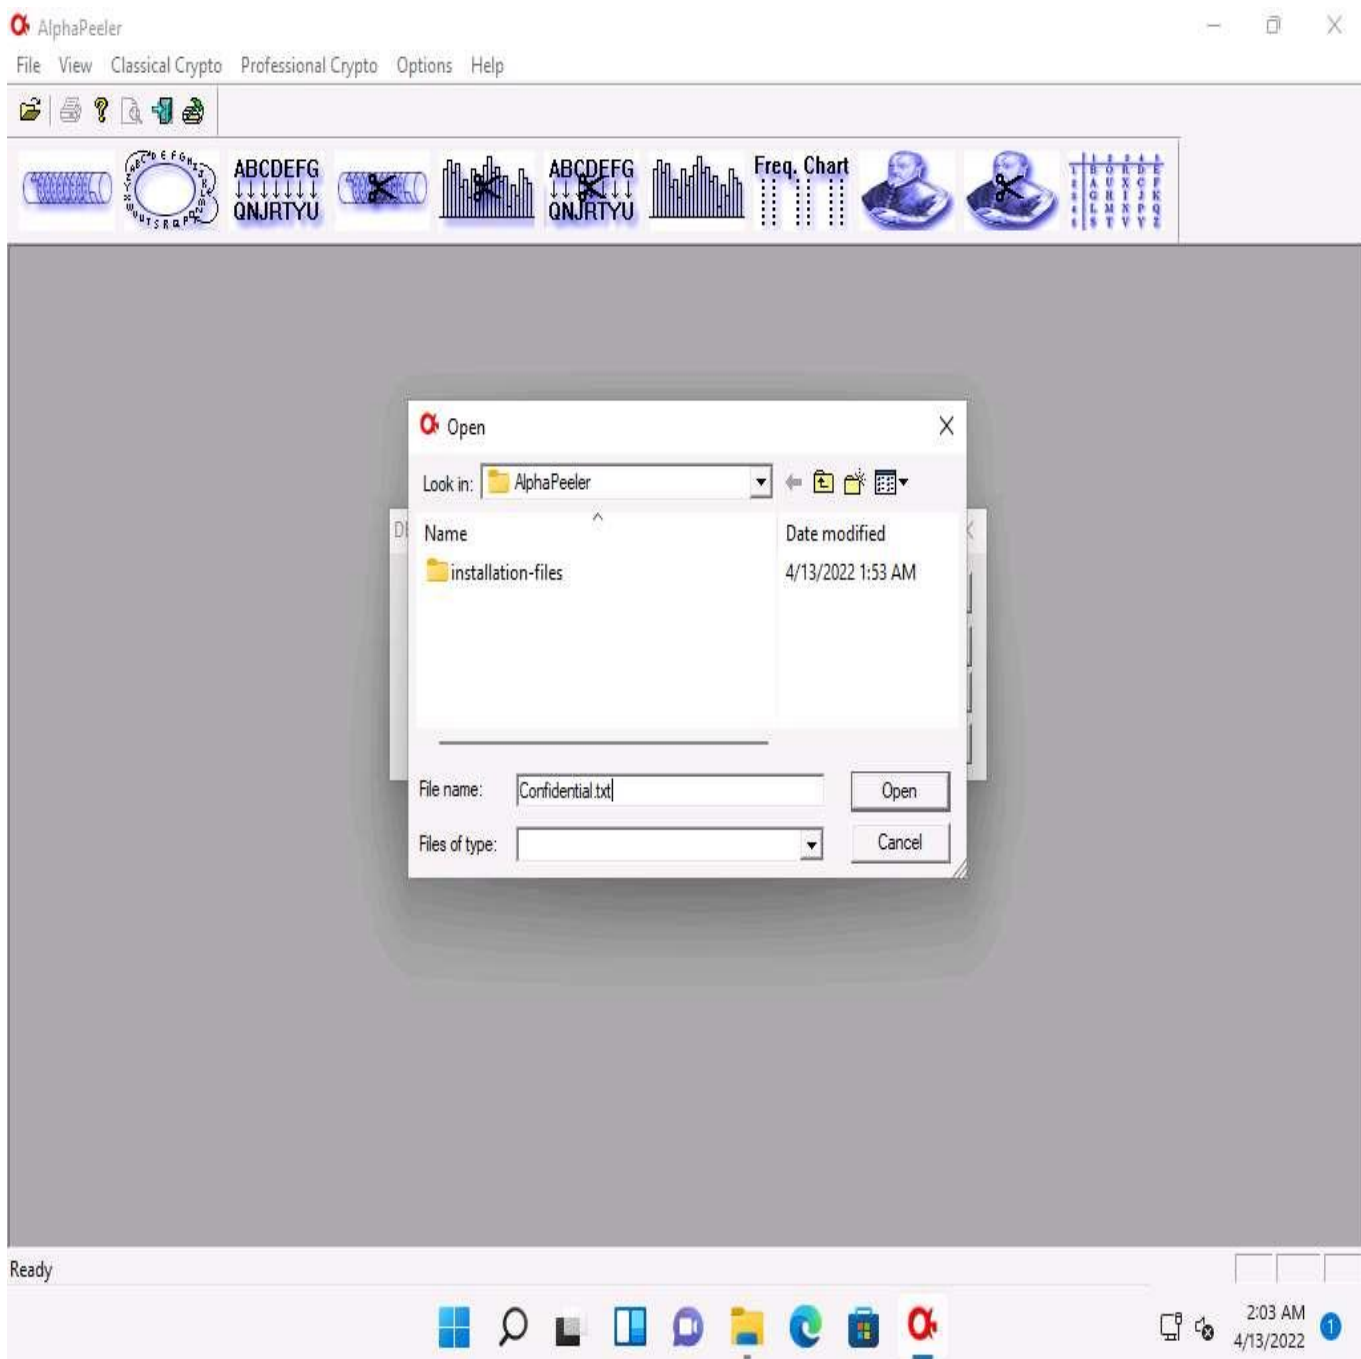 AlphaPeeler
File View Classical Crypto Professional Crypto Options Help
ABCDEFG
QNJRTYU
ABCDEFG
QNJRTYU
Freq. Chart
Open
Look in: AlphaPeeler
Name Date modified
installation-files 4/13/2022 1:53 AM
File name: Confidential.txt Open
Files of type: Cancel
Ready
2:03 AM
4/13/2022
1